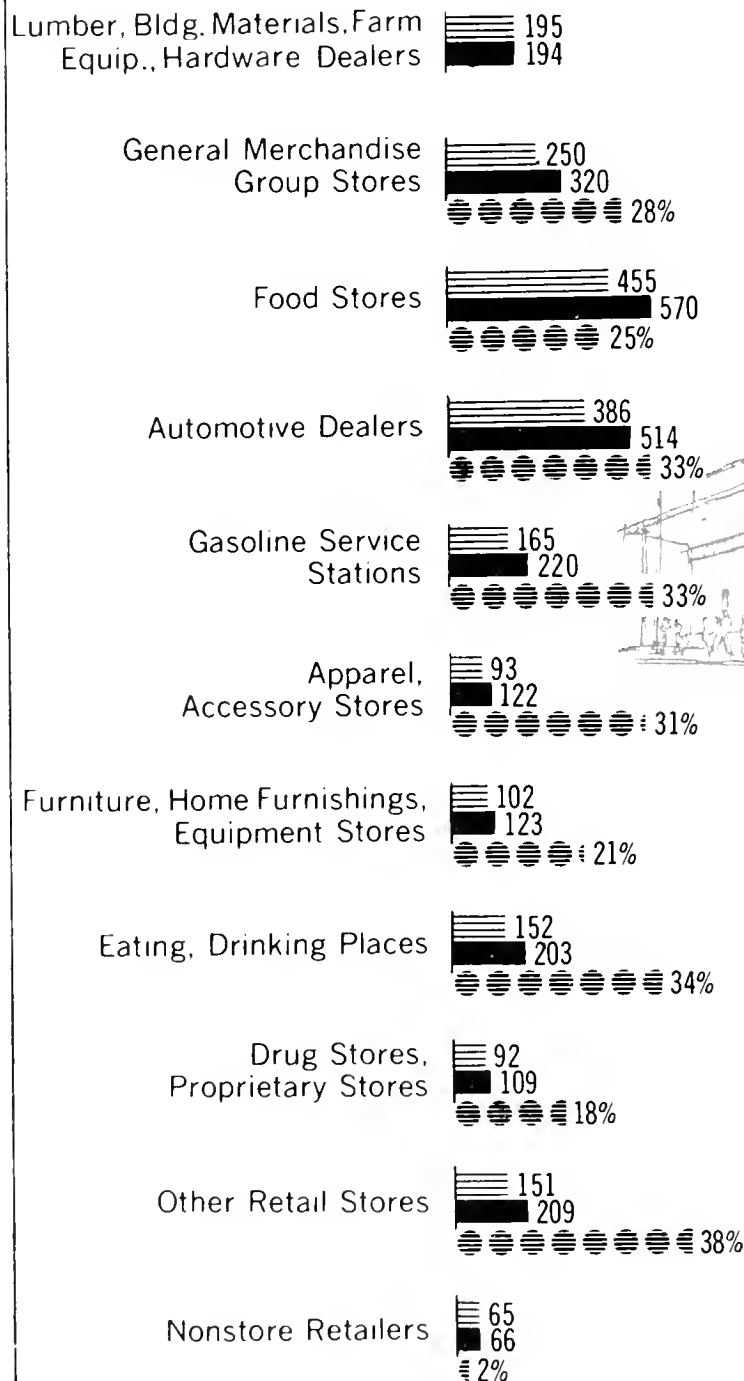 Lumber, Bldg. Materials, Farm
Equip., Hardware Dealers
195
194
General Merchandise
Group Stores
250
320
28%
Food Stores
455
570
25%
Automotive Dealers
386
514
33%
Gasoline Service
Stations
165
220
33%
Apparel,
Accessory Stores
93
122
31%
Furniture, Home Furnishings,
Equipment Stores
102
123
21%
Eating, Drinking Places
152
203
34%
Drug Stores,
Proprietary Stores
92
109
18%
Other Retail Stores
151
209
38%
Nonstore Retailers
65
66
2%